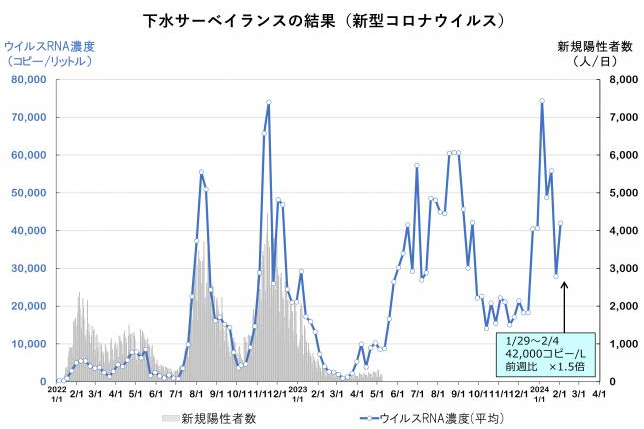 下水サーベイランスの結果（新型コロナウイルス）
ウイルスRNA濃度
（コピー/リットル）
新規陽性者数
（人/日）
80,000
70,000
60,000
50,000
40,000
30,000
20,000
10,000
0
8,000
7,000
6,000
5,000
4,000
3,000
2,000
1,000
0
1/29～2/4
42,000コピー/L
前週比　×1.5倍
2022 2023 2024
1/1 2/1 3/1 4/1 5/1 6/1 7/1 8/1 9/1 10/1 11/1 12/1 1/1 2/1 3/1 4/1 5/1 6/1 7/1 8/1 9/1 10/1 11/1 12/1 1/1 2/1 3/1 4/1
新規陽性者数 ウイルスRNA濃度(平均)